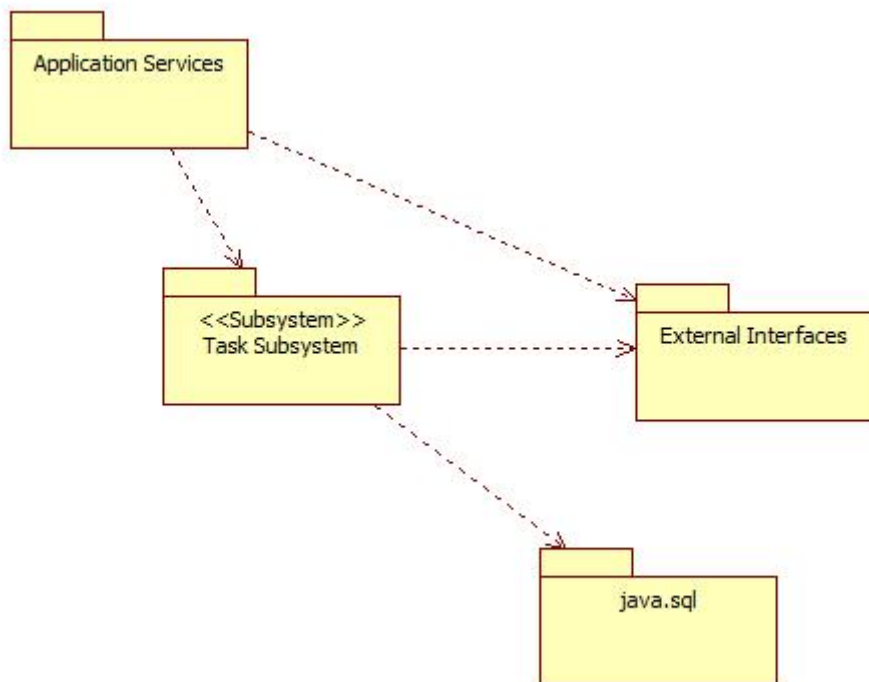 Application Services
<<Subsystem>>
Task Subsystem
External Interfaces
java.sql